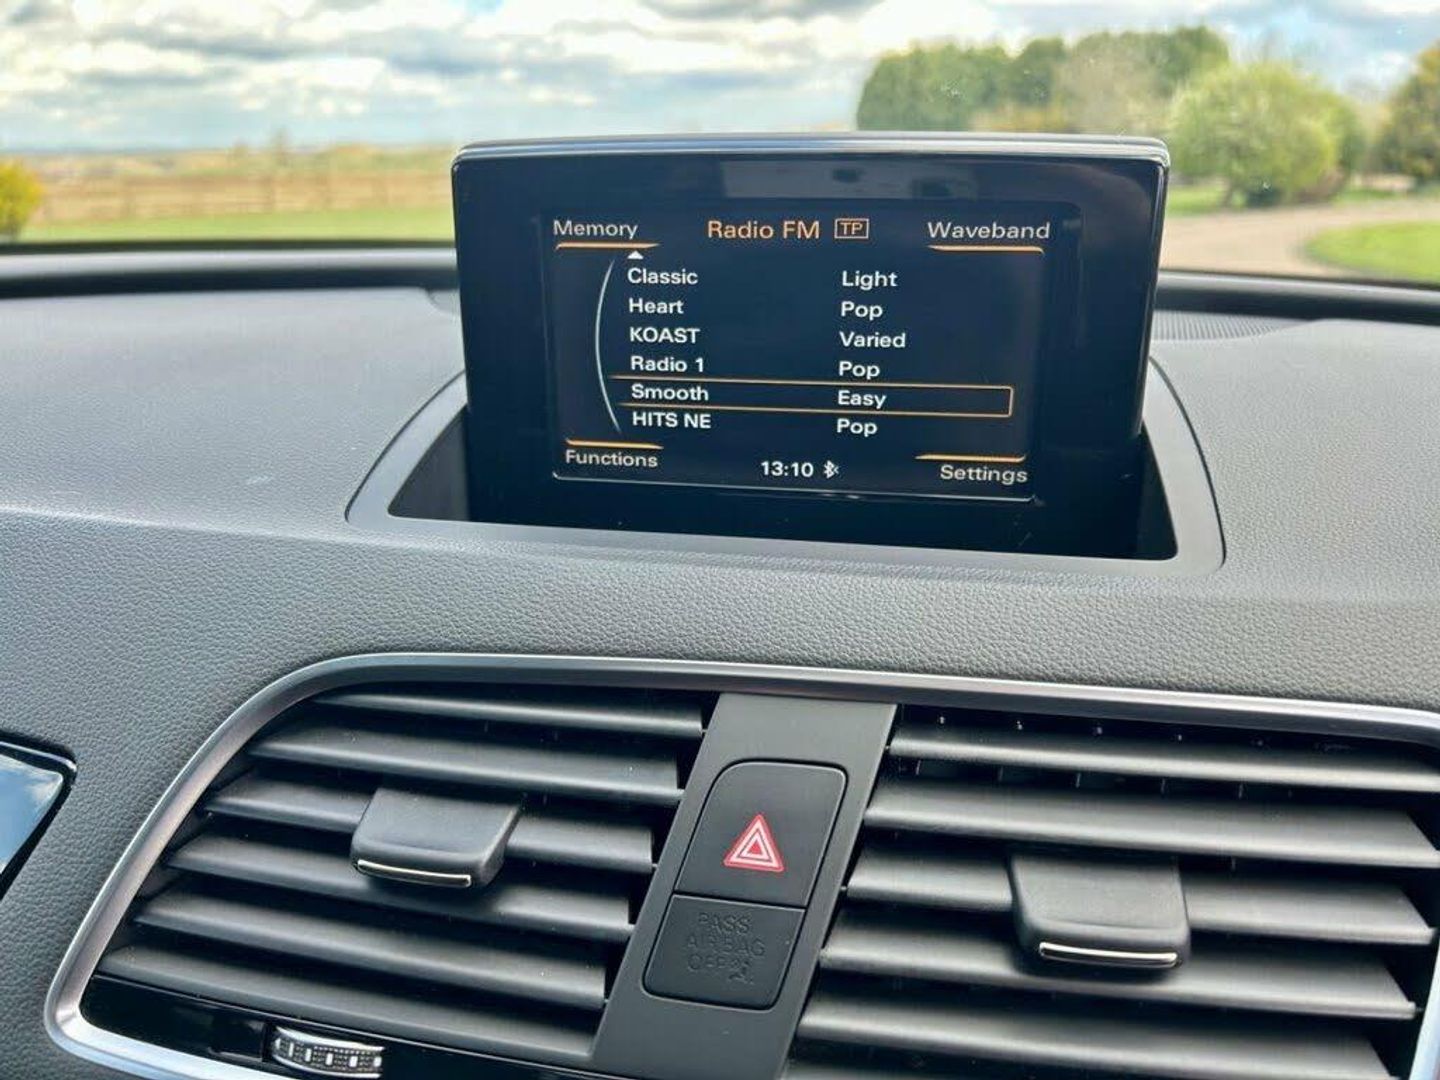 Memory Radio FM TP Waveband
Classic Light
Heart Pop
KOAST Varied
Radio 1 Pop
Smooth Easy
HITS NE Pop
Functions 13:10 Settings
PASS
AIRBAG
OFF